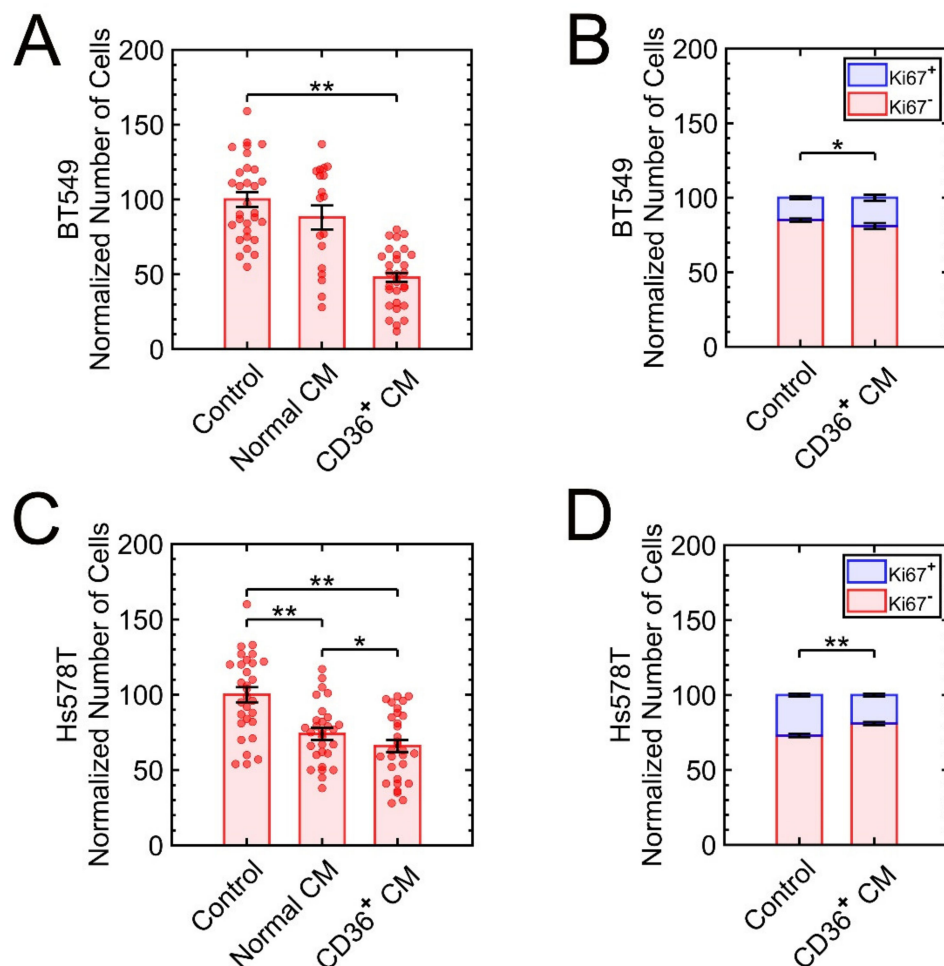 A
BT549
Normalized Number of Cells
200
150
100
50
0
**
Control
Normal CM
CD36⁺ CM
B
BT549
Normalized Number of Cells
200
150
100
50
0
Ki67⁺
Ki67⁻
*
Control
CD36⁺ CM
C
Hs578T
Normalized Number of Cells
200
150
100
50
0
**
**
*
Control
Normal CM
CD36⁺ CM
D
Hs578T
Normalized Number of Cells
200
150
100
50
0
Ki67⁺
Ki67⁻
**
Control
CD36⁺ CM